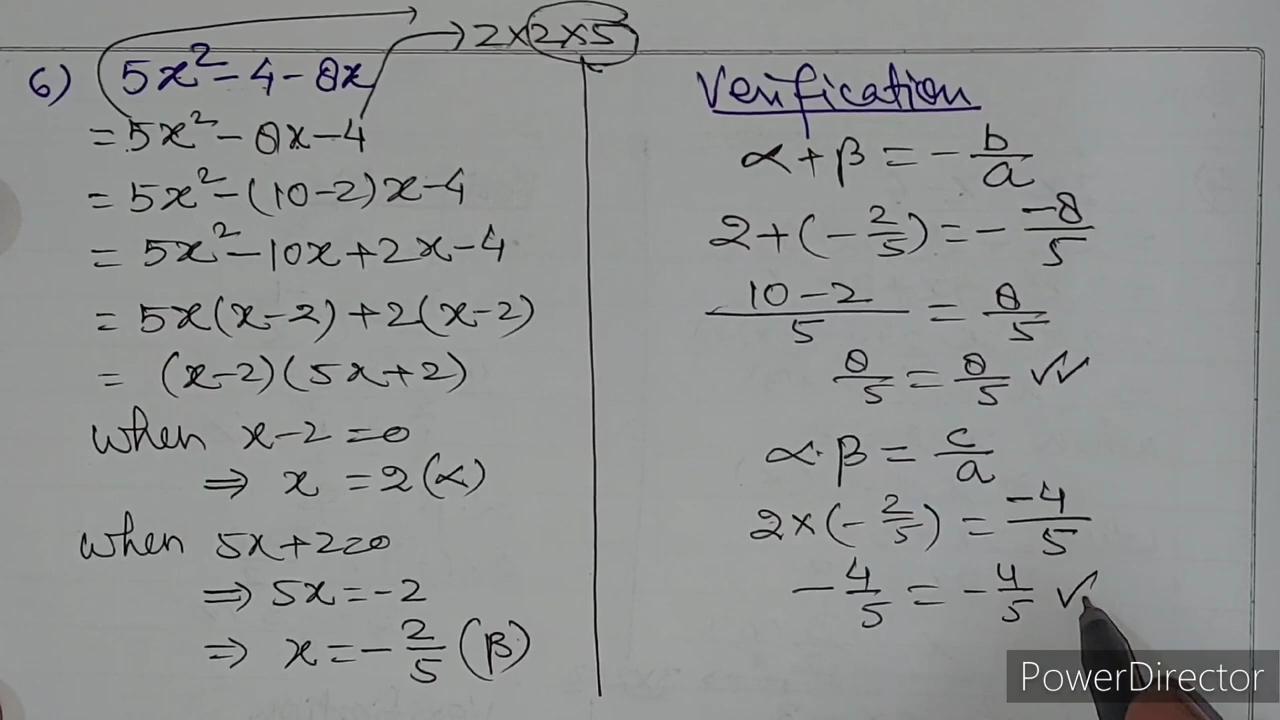 2×2×5
6) 5x² - 4 - 8x
= 5x² - 8x - 4
= 5x² - (10-2)x - 4
= 5x² - 10x + 2x - 4
= 5x(x-2) + 2(x-2)
= (x-2)(5x+2)
when x-2=0
⇒ x = 2(α)
when 5x+2=0
⇒ 5x = -2
⇒ x = -2/5 (β)
Verification
α + β = - b/a
2 + (- 2/5) = - -8/5
10-2/5 = 8/5
8/5 = 8/5 ✓✓
α·β = c/a
2 × (- 2/5) = -4/5
- 4/5 = - 4/5 ✓
PowerDirector